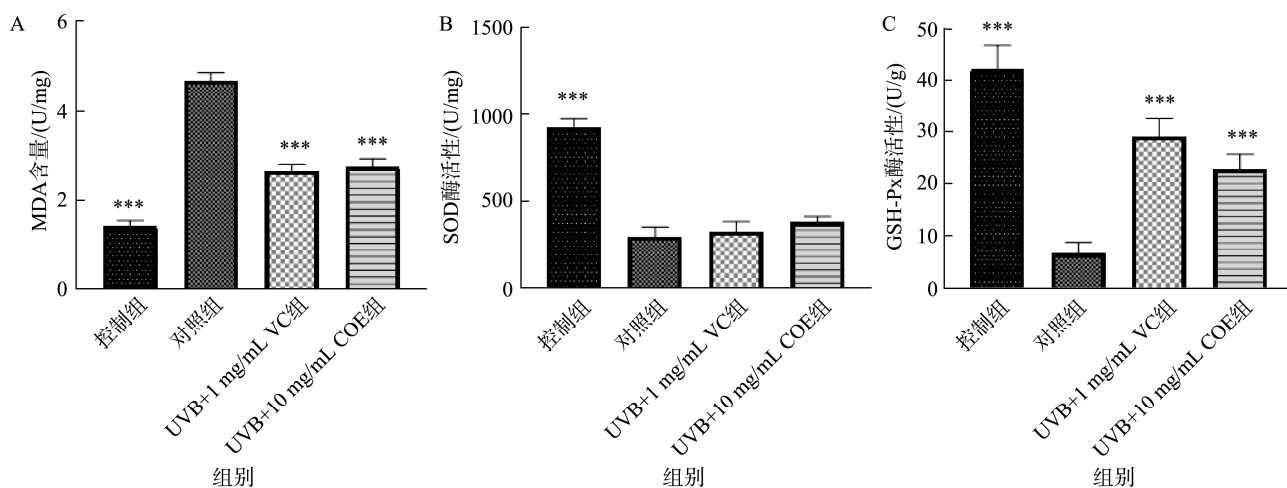 A
MDA含量/(U/mg)
6
4
2
0
***
***
***
控制组
对照组
UVB+1 mg/mL VC组
UVB+10 mg/mL COE组
组别
B
SOD酶活性/(U/mg)
1500
1000
500
0
***
控制组
对照组
UVB+1 mg/mL VC组
UVB+10 mg/mL COE组
组别
C
GSH-Px酶活性/(U/g)
50
40
30
20
10
0
***
***
***
控制组
对照组
UVB+1 mg/mL VC组
UVB+10 mg/mL COE组
组别